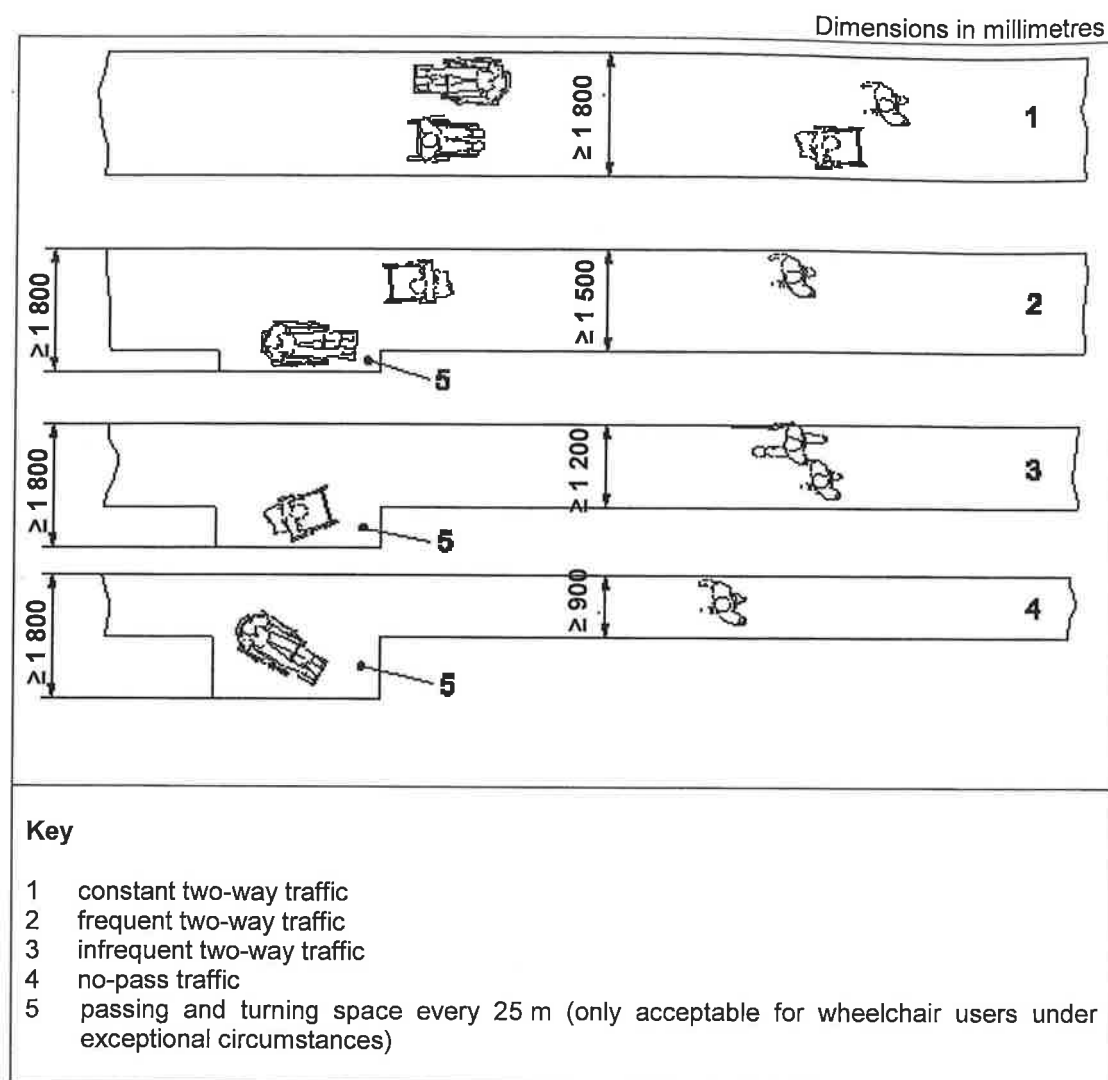 Dimensions in millimetres
≥ 1 800
1
≥ 1 800
≥ 1 500
2
5
≥ 1 800
≥ 1 200
3
5
≥ 1 800
≥ 900
4
5
Key
1 constant two-way traffic
2 frequent two-way traffic
3 infrequent two-way traffic
4 no-pass traffic
5 passing and turning space every 25 m (only acceptable for wheelchair users under
exceptional circumstances)